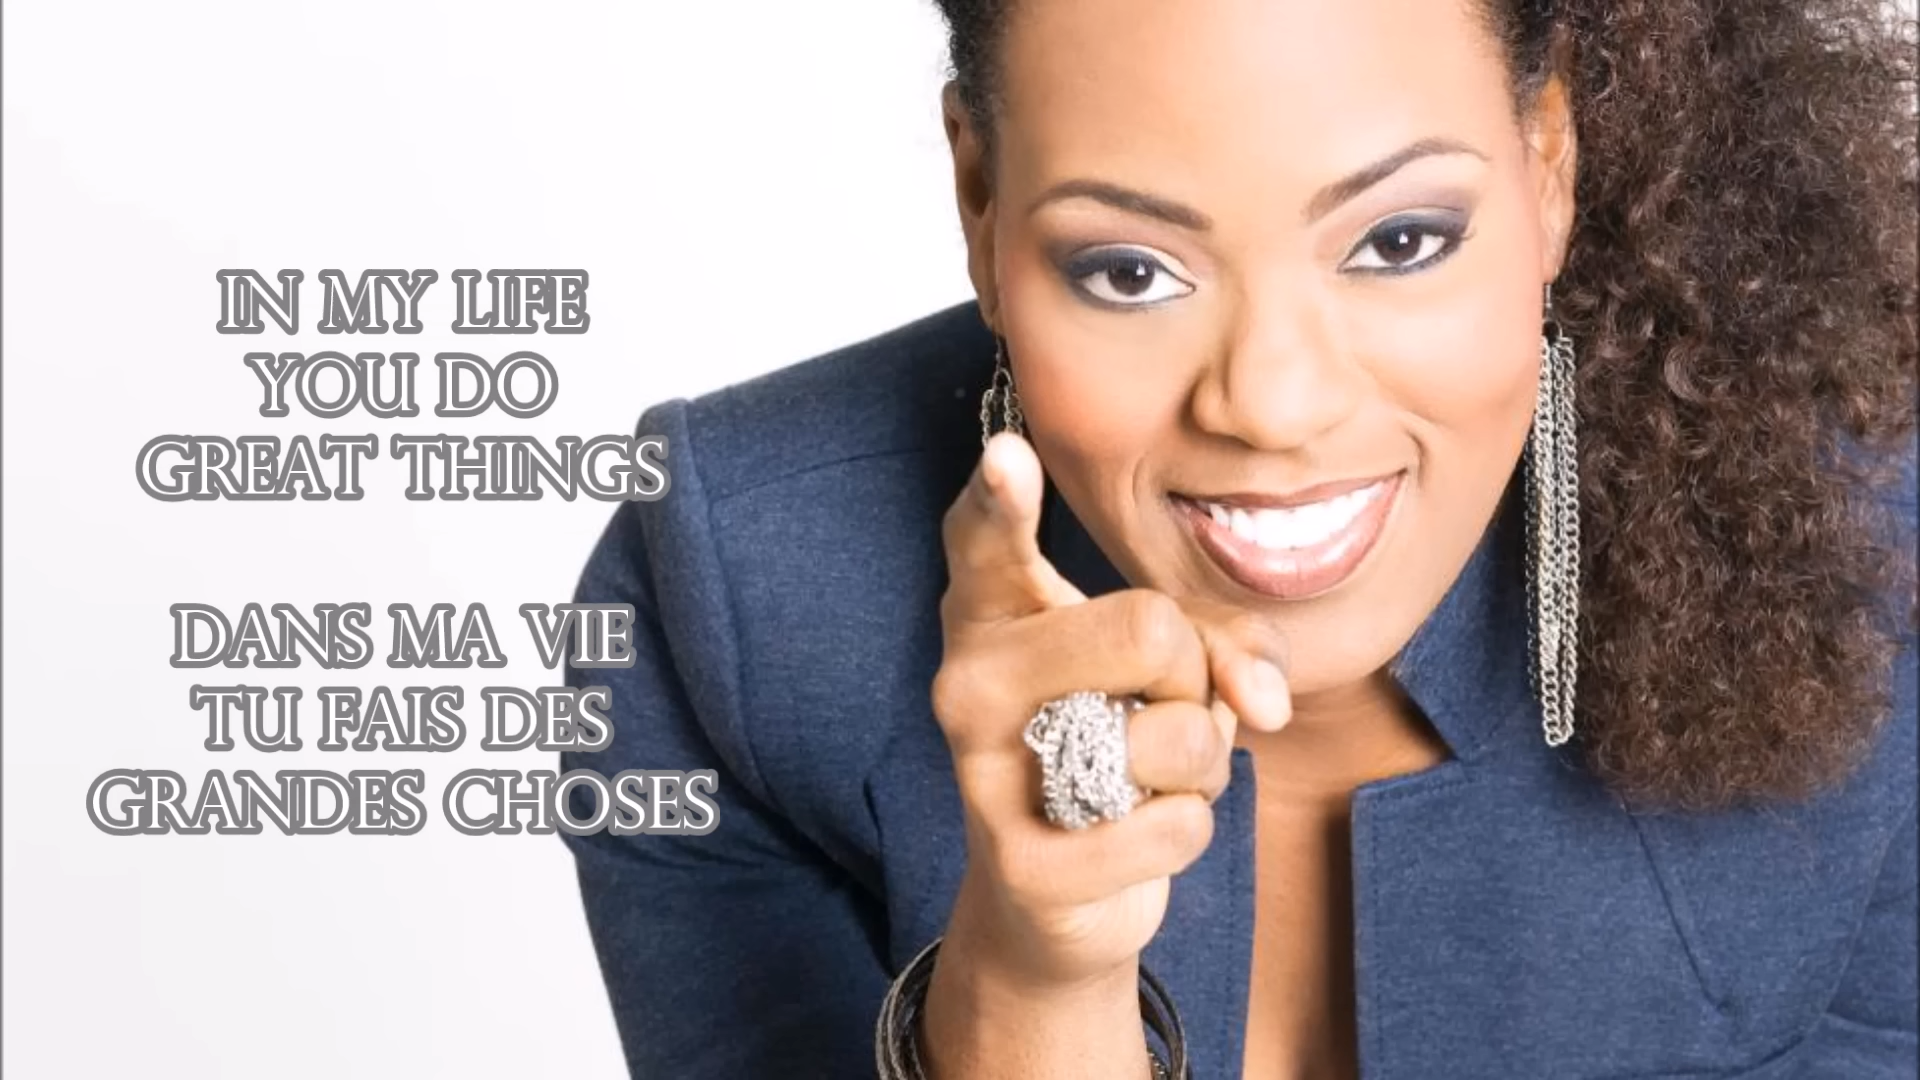 IN MY LIFE
YOU DO
GREAT THINGS
DANS MA VIE
TU FAIS DES
GRANDES CHOSES